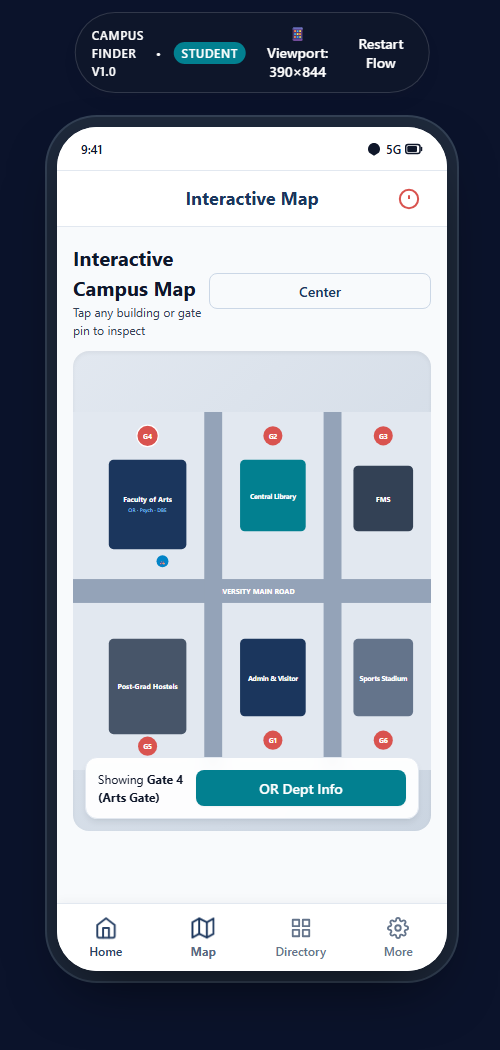 CAMPUS
FINDER
V1.0
•
STUDENT
Viewport:
390×844
Restart
Flow
9:41
5G
Interactive Map
Interactive
Campus Map
Tap any building or gate
pin to inspect
Center
G4
G2
G3
Faculty of Arts
OR · Psych · DBE
Central Library
FMS
VERSITY MAIN ROAD
Post-Grad Hostels
Admin & Visitor
Sports Stadium
G5
G1
G6
Showing Gate 4
(Arts Gate)
OR Dept Info
Home
Map
Directory
More